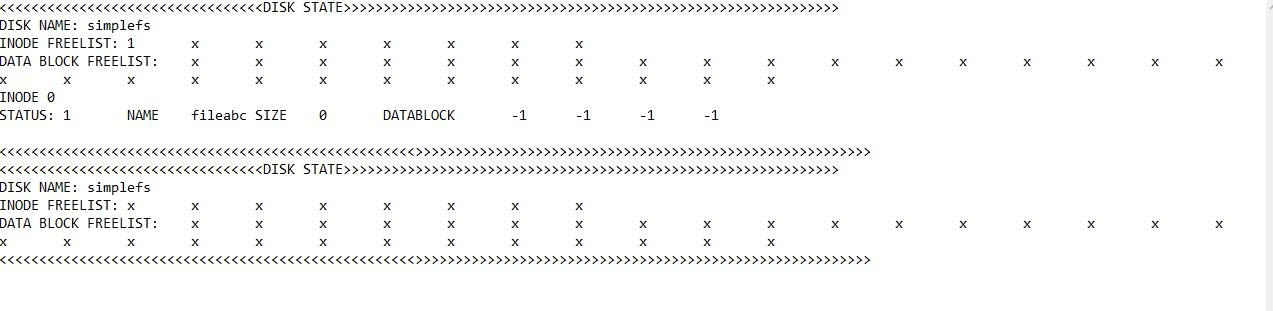 <<<<<<<<<<<<<<<<<<<<<<<<<<<<<<<<<DISK STATE>>>>>>>>>>>>>>>>>>>>>>>>>>>>>>>>>>>>>>>>>>>>>>>>>>>>>>>>>>>>>>
DISK NAME: simplefs
INODE FREELIST: 1	x	x	x	x	x	x	x
DATA BLOCK FREELIST:	x	x	x	x	x	x	x	x	x	x	x	x	x	x	x	x	x
x	x	x	x	x	x	x	x	x	x	x	x	x
INODE 0
STATUS: 1	NAME	fileabc	SIZE	0	DATABLOCK	-1	-1	-1	-1
<<<<<<<<<<<<<<<<<<<<<<<<<<<<<<<<<<<<<<<<<<<<<<<<<<<<>>>>>>>>>>>>>>>>>>>>>>>>>>>>>>>>>>>>>>>>>>>>>>>>>>>>>>>>>
<<<<<<<<<<<<<<<<<<<<<<<<<<<<<<<<<DISK STATE>>>>>>>>>>>>>>>>>>>>>>>>>>>>>>>>>>>>>>>>>>>>>>>>>>>>>>>>>>>>>>
DISK NAME: simplefs
INODE FREELIST: x	x	x	x	x	x	x	x
DATA BLOCK FREELIST:	x	x	x	x	x	x	x	x	x	x	x	x	x	x	x	x	x
x	x	x	x	x	x	x	x	x	x	x	x	x
<<<<<<<<<<<<<<<<<<<<<<<<<<<<<<<<<<<<<<<<<<<<<<<<<<<<>>>>>>>>>>>>>>>>>>>>>>>>>>>>>>>>>>>>>>>>>>>>>>>>>>>>>>>>>